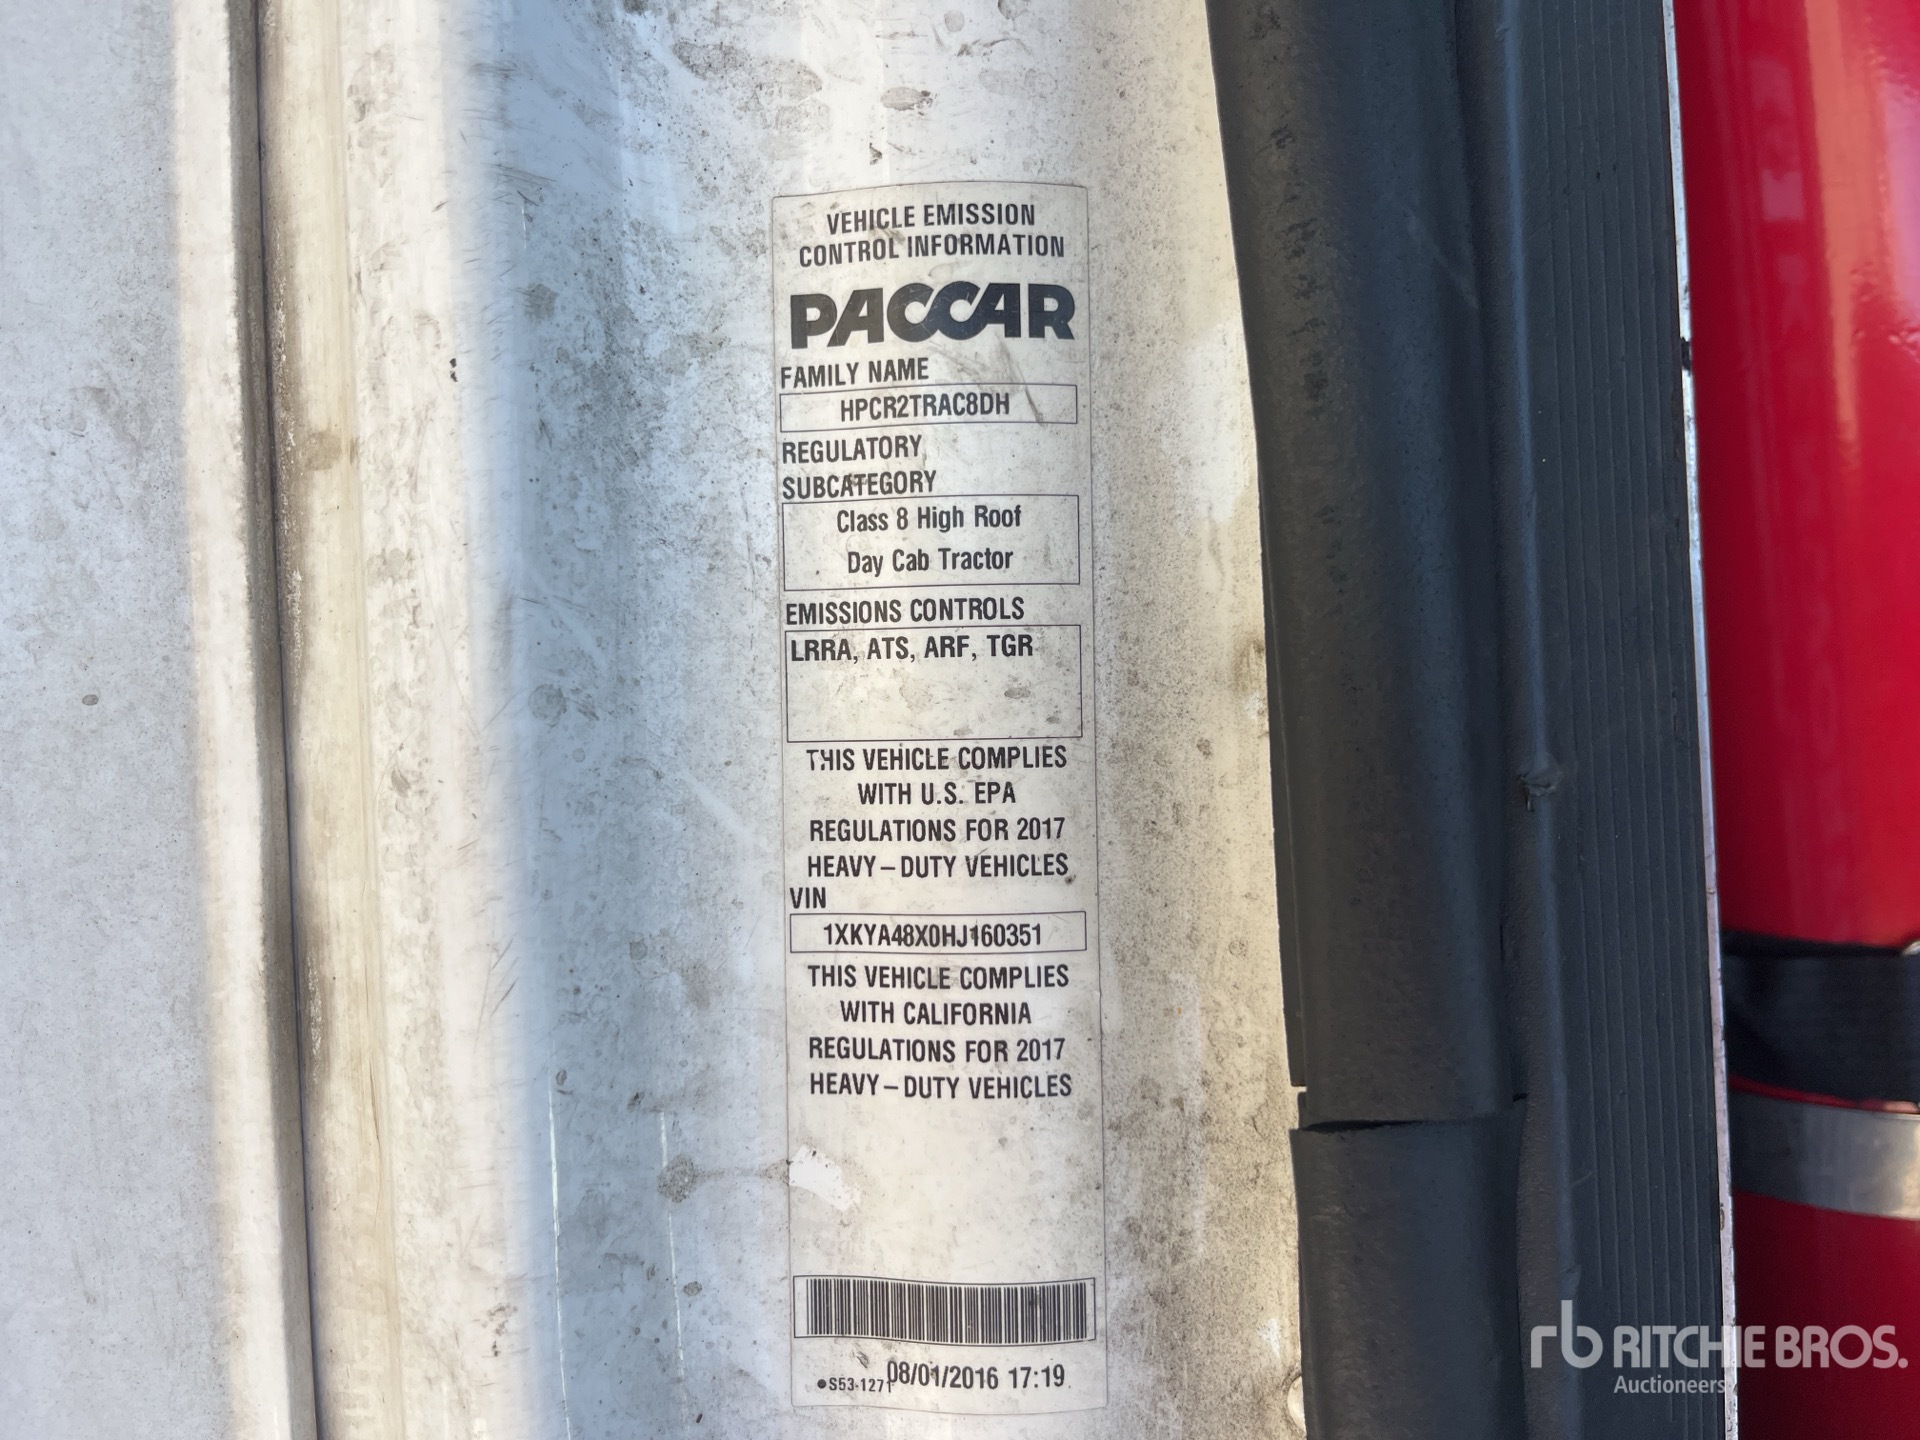 VEHICLE EMISSION
CONTROL INFORMATION
PACCAR
FAMILY NAME
HPCR2TRAC8DH
REGULATORY
SUBCATEGORY
Class 8 High Roof
Day Cab Tractor
EMISSIONS CONTROLS
LRRA, ATS, ARF, TGR
THIS VEHICLE COMPLIES
WITH U.S. EPA
REGULATIONS FOR 2017
HEAVY–DUTY VEHICLES
VIN
1XKYA48X0HJ160351
THIS VEHICLE COMPLIES
WITH CALIFORNIA
REGULATIONS FOR 2017
HEAVY–DUTY VEHICLES
●S53-1271 08/01/2016 17:19
rb RITCHIE BROS.
Auctioneers